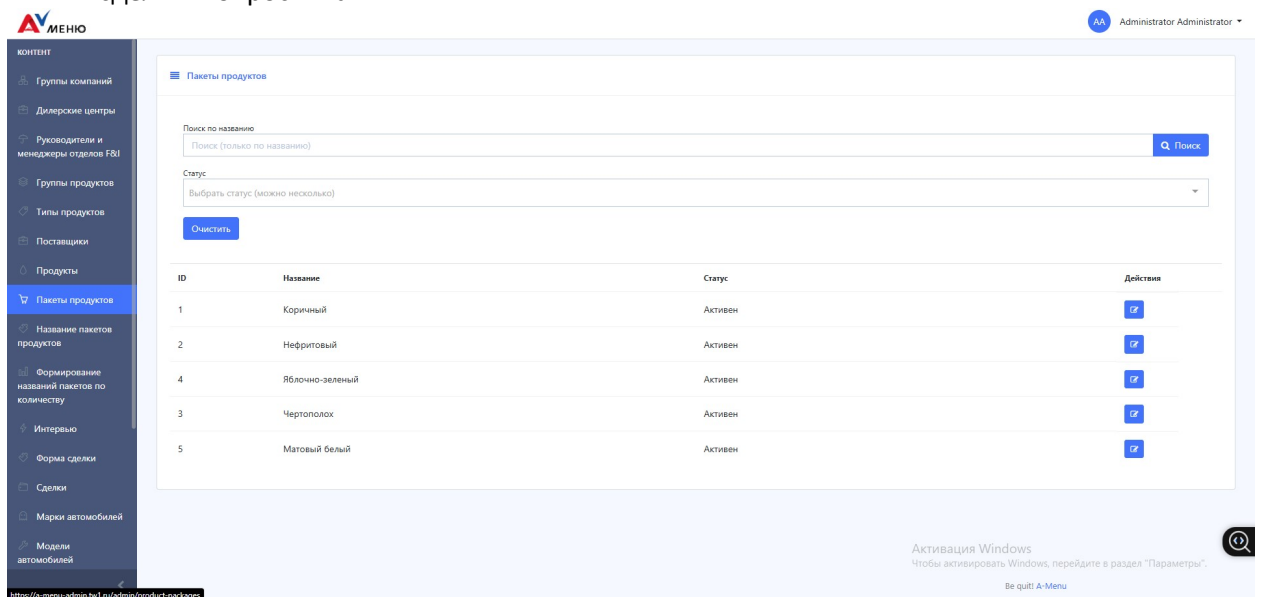 АVменю
AA Administrator Administrator
КОНТЕНТ
Группы компаний
Дилерские центры
Руководители и
менеджеры отделов F&I
Группы продуктов
Типы продуктов
Поставщики
Продукты
Пакеты продуктов
Название пакетов
продуктов
Формирование
названий пакетов по
количеству
Интервью
Форма сделки
Сделки
Марки автомобилей
Модели
автомобилей
Пакеты продуктов
Поиск по названию
Поиск (только по названию)
Поиск
Статус
Выбрать статус (можно несколько)
Очистить
ID Название Статус Действия
1 Коричный Активен
2 Нефритовый Активен
4 Яблочно-зеленый Активен
3 Чертополох Активен
5 Матовый белый Активен
Активация Windows
Чтобы активировать Windows, перейдите в раздел "Параметры".
Be quit! A-Menu
https://a-menu-admin.tw1.ru/admin/product-packages